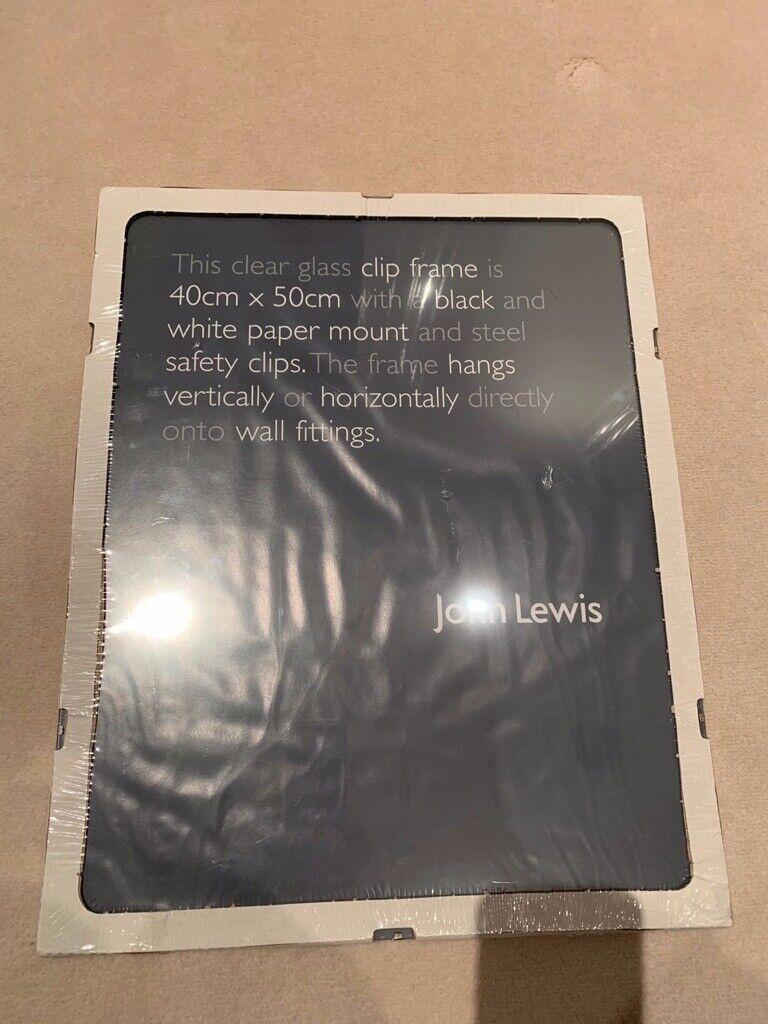 This clear glass clip frame is
40cm x 50cm with a black and
white paper mount and steel
safety clips. The frame hangs
vertically or horizontally directly
onto wall fittings.
John Lewis